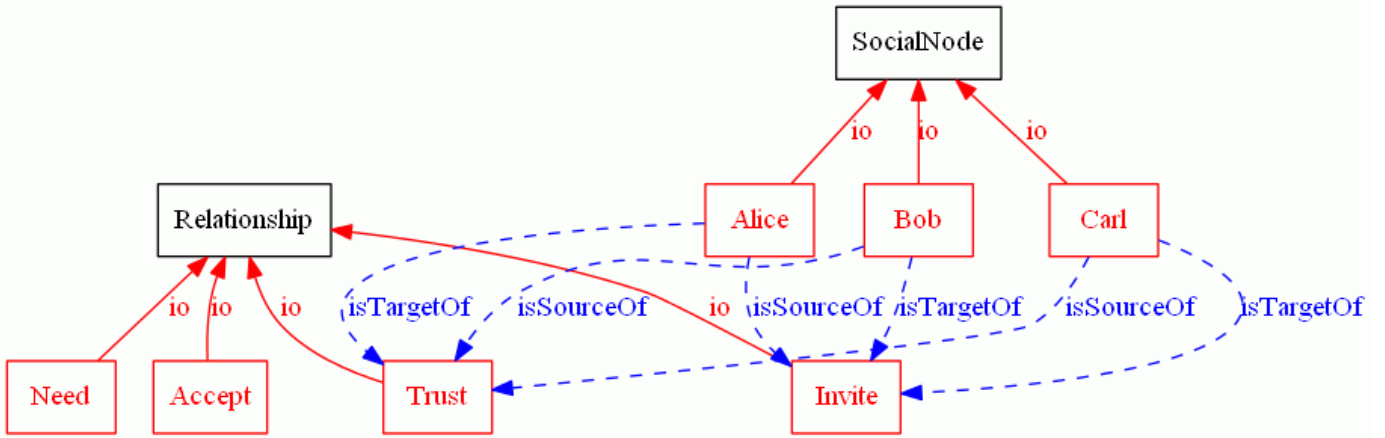 SocialNode
io
io
io
Relationship
Alice
Bob
Carl
io
io
io
isTargetOf
isSourceOf
io
isSourceOf
isTargetOf
isSourceOf
isTargetOf
Need
Accept
Trust
Invite